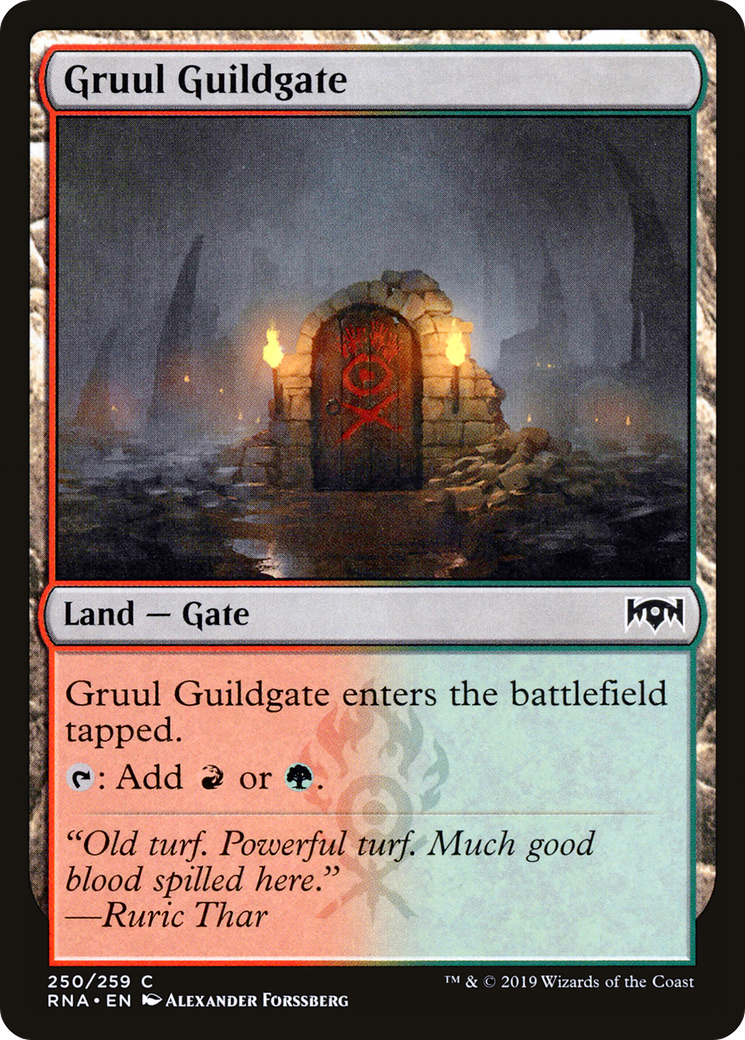 Gruul Guildgate
Land — Gate
Gruul Guildgate enters the battlefield
tapped.
: Add or .
“Old turf. Powerful turf. Much good
blood spilled here.”
—Ruric Thar
250/259 C
™ & © 2019 Wizards of the Coast
RNA • EN Alexander Forssberg